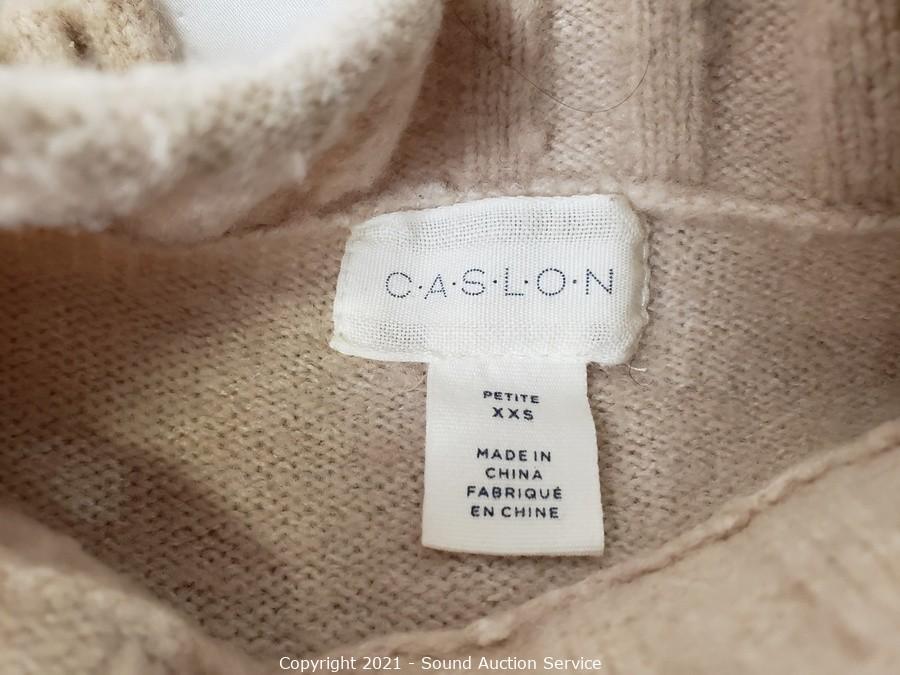 C·A·S·L·O·N
PETITE
XXS
MADE IN
CHINA
FABRIQUÉ
EN CHINE
Copyright 2021 - Sound Auction Service